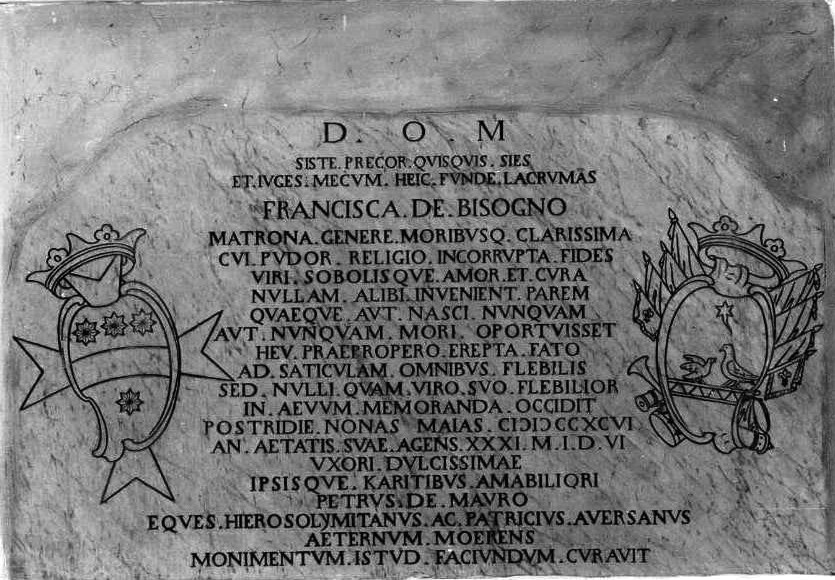 D. O. M
SISTE. PRECOR. QVISQVIS. SIES
ET. IVGES. MECVM. HEIC. FVNDE. LACRVMAS
FRANCISCA. DE. BISOGNO
MATRONA. GENERE. MORIBVSQ. CLARISSIMA
CVI. PVDOR. RELIGIO. INCORRVPTA. FIDES
VIRI. SOBOLISQVE. AMOR. ET. CVRA
NVLLAM. ALIBI. INVENIENT. PAREM
QVAEQVE. AVT. NASCI. NVNQVAM
AVT. NVNQVAM. MORI. OPORTVISSET
HEV. PRAEPROPERO. EREPTA. FATO
AD. SATICVLAM. OMNIBVS. FLEBILIS
SED. NVLLI. QVAM. VIRO. SVO. FLEBILIOR
IN. AEVVM. MEMORANDA. OCCIDIT
POSTRIDIE. NONAS MAIAS. CIↃIↃCCXCVI
AN. AETATIS. SVAE. AGENS. XXXI. M. I. D. VI
VXORI. DVLCISSIMAE
IPSISQVE. KARITIBVS. AMABILIORI
PETRVS. DE. MAVRO
EQVES. HIEROSOLYMITANVS. AC. PATRICIVS. AVERSANVS
AETERNVM. MOERENS
MONIMENTVM. ISTVD. FACIVNDVM. CVRAVIT